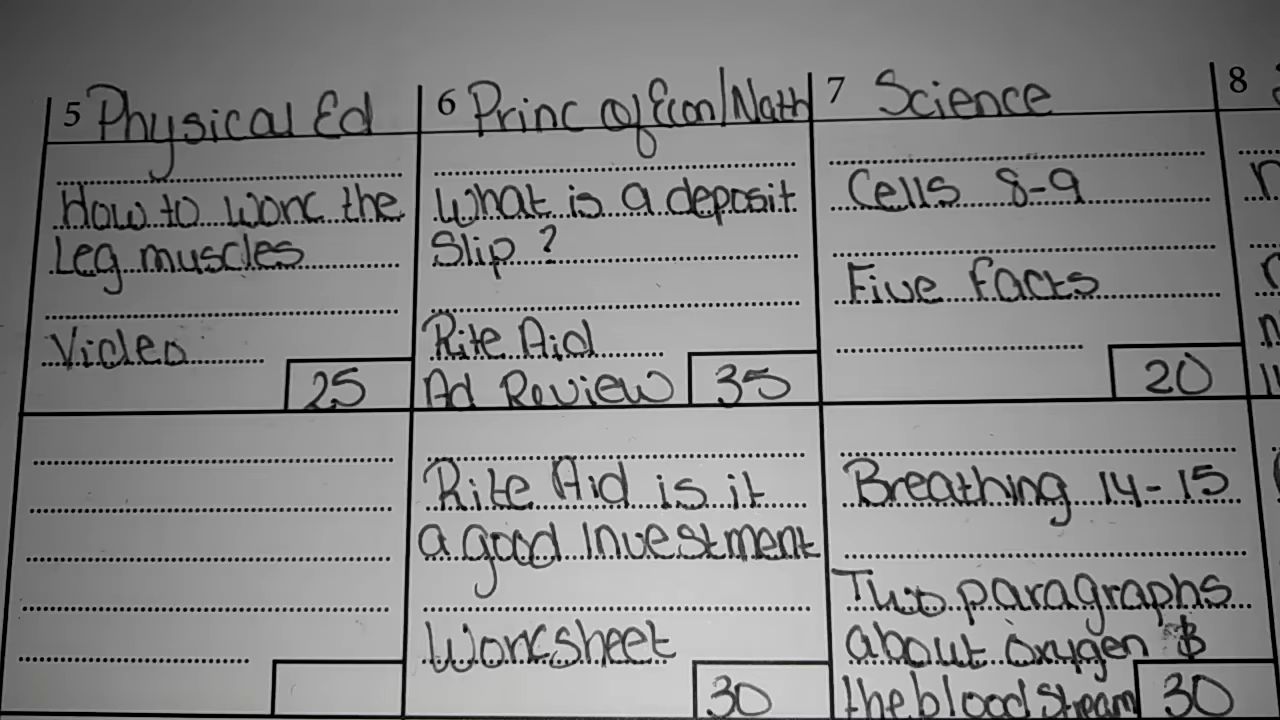 5 Physical Ed
How to work the
Leg muscles
Video
25
6 Princ of Econ/Math
What is a deposit
Slip?
Rite Aid
Ad Review
35
7 Science
Cells 8-9
Five Facts
20
8
Rite Aid is it
a good investment
Worksheet
30
Breathing 14-15
Two paragraphs
about oxygen &
the blood stream
30